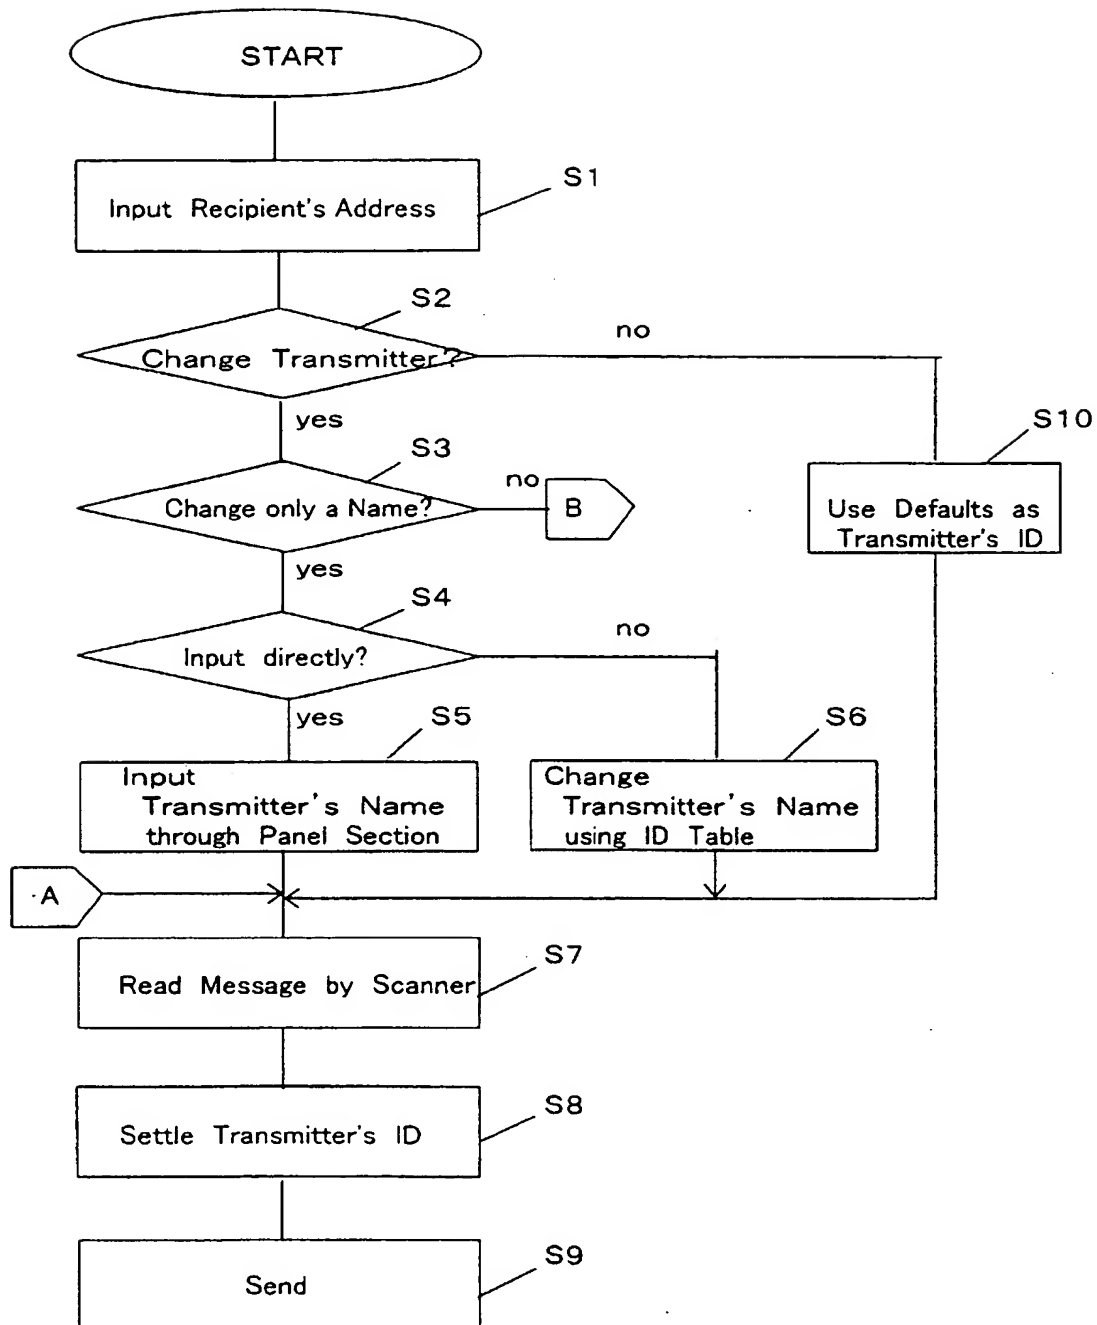 START
S1
Input Recipient's Address
S2
no
Change Transmitter?
yes
S10
S3
no
Change only a Name?
B
Use Defaults as
Transmitter's ID
yes
S4
no
Input directly?
yes
S5
S6
Input
Transmitter's Name
through Panel Section
Change
Transmitter's Name
using ID Table
A
S7
Read Message by Scanner
S8
Settle Transmitter's ID
S9
Send